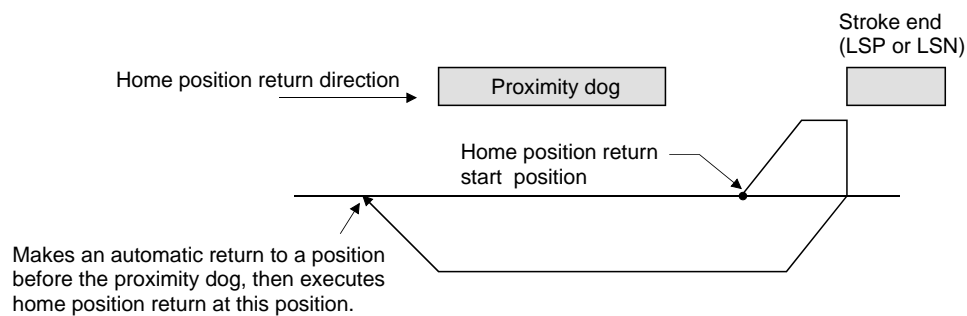 Stroke end
(LSP or LSN)
Home position return direction
Proximity dog
Home position return
start position
Makes an automatic return to a position
before the proximity dog, then executes
home position return at this position.